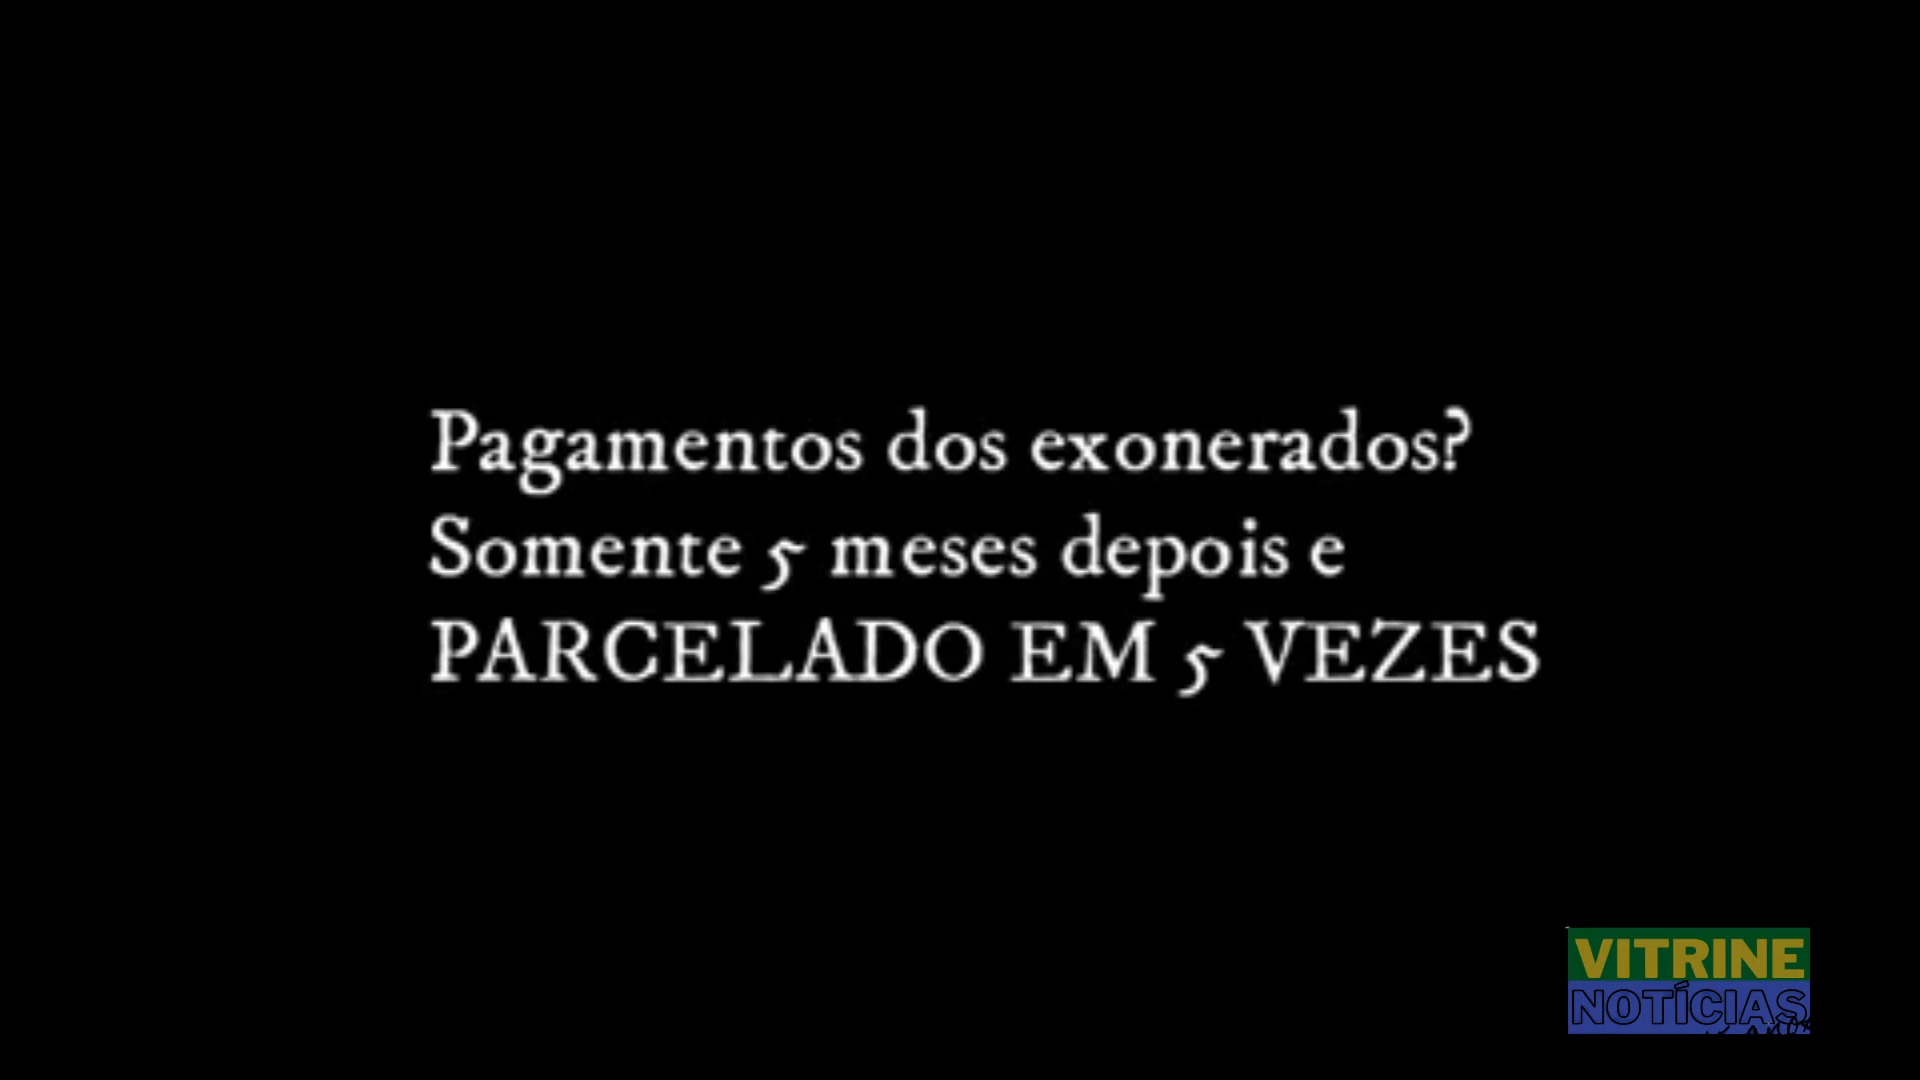 Pagamentos dos exonerados?
Somente 5 meses depois e
PARCELADO EM 5 VEZES
VITRINE
NOTÍCIAS